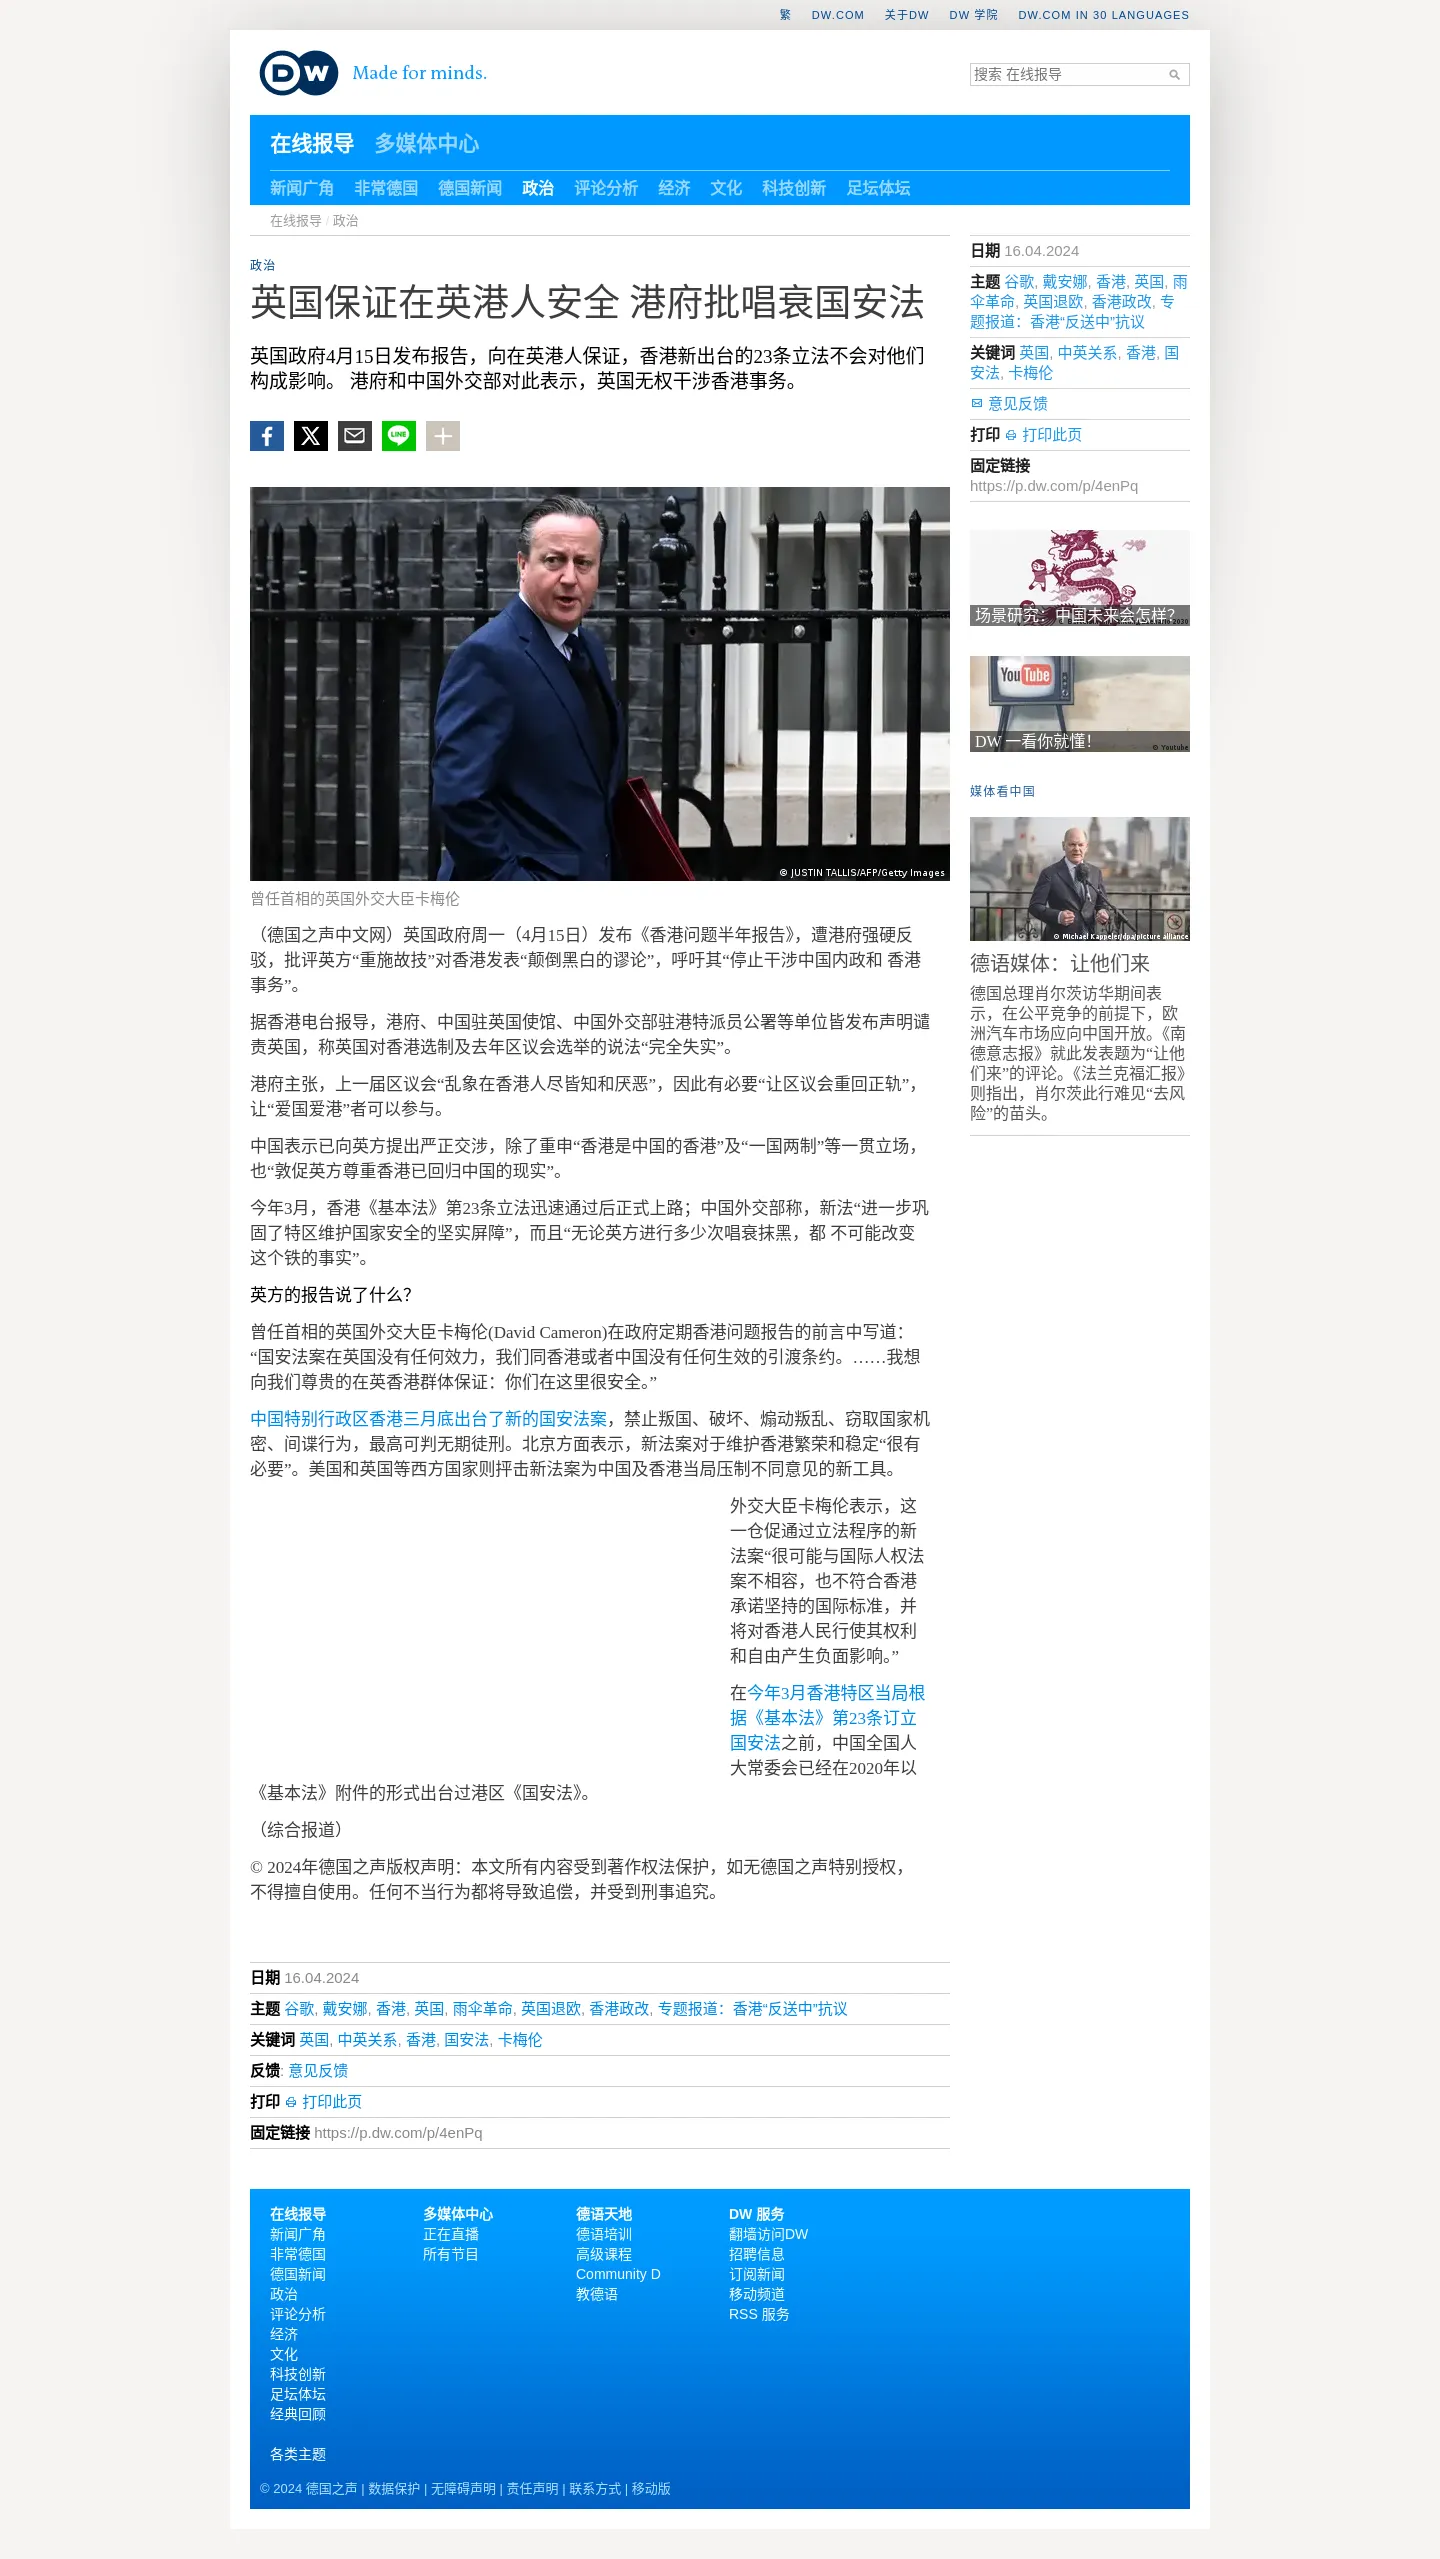 繁 DW.COM 关于DW DW 学院 DW.COM IN 30 LANGUAGES
DW Made for minds.
搜索 在线报导
在线报导 多媒体中心
新闻广角 非常德国 德国新闻 政治 评论分析 经济 文化 科技创新 足坛体坛
在线报导 / 政治
政治
英国保证在英港人安全 港府批唱衰国安法
英国政府4月15日发布报告，向在英港人保证，香港新出台的23条立法不会对他们
构成影响。 港府和中国外交部对此表示，英国无权干涉香港事务。
LINE
© JUSTIN TALLIS/AFP/Getty Images
曾任首相的英国外交大臣卡梅伦
（德国之声中文网）英国政府周一（4月15日）发布《香港问题半年报告》，遭港府强硬反
驳，批评英方“重施故技”对香港发表“颠倒黑白的谬论”，呼吁其“停止干涉中国内政和 香港
事务”。
据香港电台报导，港府、中国驻英国使馆、中国外交部驻港特派员公署等单位皆发布声明谴
责英国，称英国对香港选制及去年区议会选举的说法“完全失实”。
港府主张，上一届区议会“乱象在香港人尽皆知和厌恶”，因此有必要“让区议会重回正轨”，
让“爱国爱港”者可以参与。
中国表示已向英方提出严正交涉，除了重申“香港是中国的香港”及“一国两制”等一贯立场，
也“敦促英方尊重香港已回归中国的现实”。
今年3月，香港《基本法》第23条立法迅速通过后正式上路；中国外交部称，新法“进一步巩
固了特区维护国家安全的坚实屏障”，而且“无论英方进行多少次唱衰抹黑，都 不可能改变
这个铁的事实”。
英方的报告说了什么？
曾任首相的英国外交大臣卡梅伦(David Cameron)在政府定期香港问题报告的前言中写道：
“国安法案在英国没有任何效力，我们同香港或者中国没有任何生效的引渡条约。……我想
向我们尊贵的在英香港群体保证：你们在这里很安全。”
中国特别行政区香港三月底出台了新的国安法案，禁止叛国、破坏、煽动叛乱、窃取国家机
密、间谍行为，最高可判无期徒刑。北京方面表示，新法案对于维护香港繁荣和稳定“很有
必要”。美国和英国等西方国家则抨击新法案为中国及香港当局压制不同意见的新工具。
外交大臣卡梅伦表示，这
一仓促通过立法程序的新
法案“很可能与国际人权法
案不相容，也不符合香港
承诺坚持的国际标准，并
将对香港人民行使其权利
和自由产生负面影响。”
在今年3月香港特区当局根
据《基本法》第23条订立
国安法之前，中国全国人
大常委会已经在2020年以
《基本法》附件的形式出台过港区《国安法》。
（综合报道）
© 2024年德国之声版权声明：本文所有内容受到著作权法保护，如无德国之声特别授权，
不得擅自使用。任何不当行为都将导致追偿，并受到刑事追究。
日期 16.04.2024
主题 谷歌, 戴安娜, 香港, 英国, 雨伞革命, 英国退欧, 香港政改, 专题报道：香港“反送中”抗议
关键词 英国, 中英关系, 香港, 国安法, 卡梅伦
反馈: 意见反馈
打印 打印此页
固定链接 https://p.dw.com/p/4enPq
日期 16.04.2024
主题 谷歌, 戴安娜, 香港, 英国, 雨
伞革命, 英国退欧, 香港政改, 专
题报道：香港“反送中”抗议
关键词 英国, 中英关系, 香港, 国
安法, 卡梅伦
意见反馈
打印 打印此页
固定链接
https://p.dw.com/p/4enPq
场景研究：中国未来会怎样？
YouTube
DW 一看你就懂！
© Youtube
媒体看中国
© Michael Kappeler/dpa/picture alliance
德语媒体：让他们来
德国总理肖尔茨访华期间表
示，在公平竞争的前提下，欧
洲汽车市场应向中国开放。《南
德意志报》就此发表题为“让他
们来”的评论。《法兰克福汇报》
则指出，肖尔茨此行难见“去风
险”的苗头。
在线报导 多媒体中心 德语天地 DW 服务
新闻广角 正在直播 德语培训 翻墙访问DW
非常德国 所有节目 高级课程 招聘信息
德国新闻 Community D 订阅新闻
政治 教德语 移动频道
评论分析 RSS 服务
经济
文化
科技创新
足坛体坛
经典回顾
各类主题
© 2024 德国之声 | 数据保护 | 无障碍声明 | 责任声明 | 联系方式 | 移动版